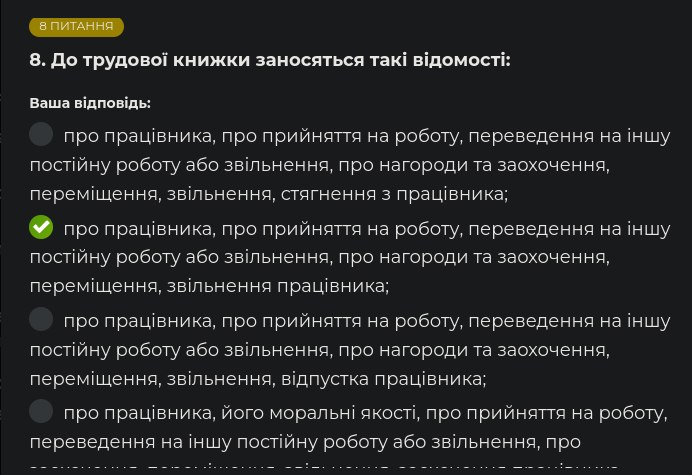 8 ПИТАННЯ
8. До трудової книжки заносяться такі відомості:
Ваша відповідь:
про працівника, про прийняття на роботу, переведення на іншу
постійну роботу або звільнення, про нагороди та заохочення,
переміщення, звільнення, стягнення з працівника;
про працівника, про прийняття на роботу, переведення на іншу
постійну роботу або звільнення, про нагороди та заохочення,
переміщення, звільнення працівника;
про працівника, про прийняття на роботу, переведення на іншу
постійну роботу або звільнення, про нагороди та заохочення,
переміщення, звільнення, відпустка працівника;
про працівника, його моральні якості, про прийняття на роботу,
переведення на іншу постійну роботу або звільнення, про